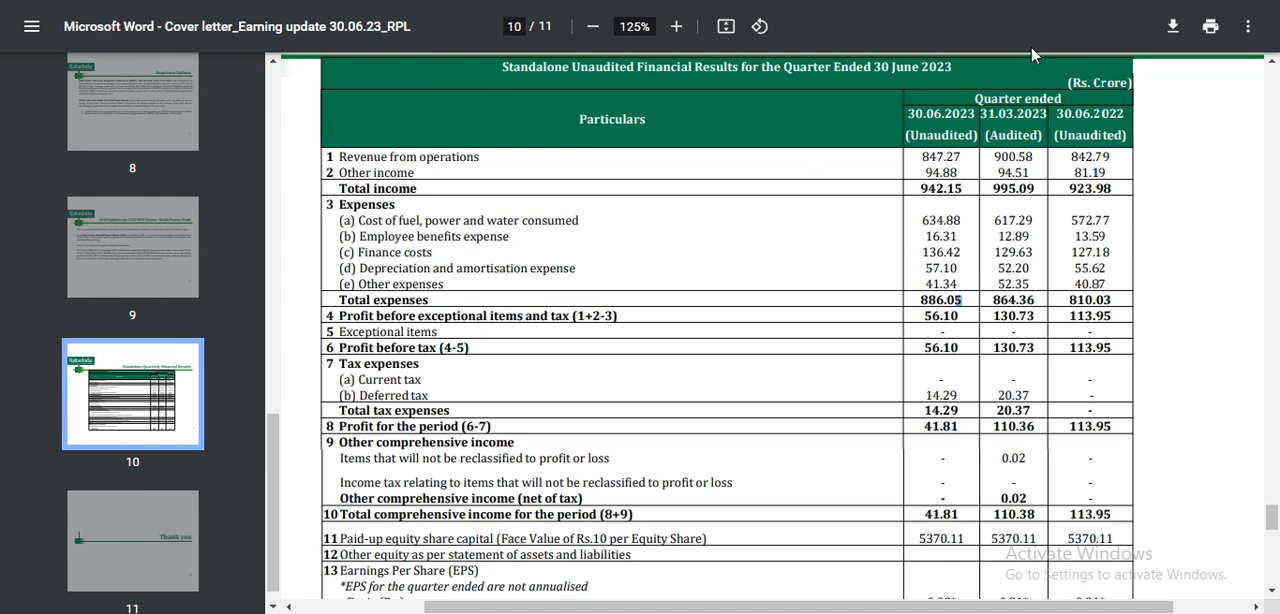 Microsoft Word - Cover letter_Earning update 30.06.23_RPL
10 / 11
125%
8
9
10
11
Thank you
Standalone Unaudited Financial Results for the Quarter Ended 30 June 2023
(Rs. Crore)
Particulars
Quarter ended
30.06.2023 31.03.2023 30.06.2022
(Unaudited) (Audited) (Unaudited)
1 Revenue from operations 847.27 900.58 842.79
2 Other income 94.88 94.51 81.19
Total income 942.15 995.09 923.98
3 Expenses
(a) Cost of fuel, power and water consumed 634.88 617.29 572.77
(b) Employee benefits expense 16.31 12.89 13.59
(c) Finance costs 136.42 129.63 127.18
(d) Depreciation and amortisation expense 57.10 52.20 55.62
(e) Other expenses 41.34 52.35 40.87
Total expenses 886.05 864.36 810.03
4 Profit before exceptional items and tax (1+2-3) 56.10 130.73 113.95
5 Exceptional items - - -
6 Profit before tax (4-5) 56.10 130.73 113.95
7 Tax expenses
(a) Current tax - - -
(b) Deferred tax 14.29 20.37 -
Total tax expenses 14.29 20.37 -
8 Profit for the period (6-7) 41.81 110.36 113.95
9 Other comprehensive income
Items that will not be reclassified to profit or loss - 0.02 -
Income tax relating to items that will not be reclassified to profit or loss - - -
Other comprehensive income (net of tax) - 0.02 -
10 Total comprehensive income for the period (8+9) 41.81 110.38 113.95
11 Paid-up equity share capital (Face Value of Rs.10 per Equity Share) 5370.11 5370.11 5370.11
12 Other equity as per statement of assets and liabilities
13 Earnings Per Share (EPS)
*EPS for the quarter ended are not annualised
Activate Windows
Go to Settings to activate Windows.